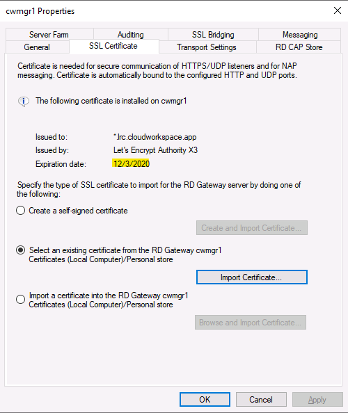 cwmgr1 Properties
Server Farm Auditing SSL Bridging Messaging
General SSL Certificate Transport Settings RD CAP Store
Certificate is needed for secure communication of HTTPS/UDP listeners and for NAP
messaging. Certificate is automatically bound to the configured HTTP and UDP ports.
The following certificate is installed on cwmgr1
Issued to: *.lrc.cloudworkspace.app
Issued by: Let's Encrypt Authority X3
Expiration date: 12/3/2020
Specify the type of SSL certificate to import for the RD Gateway server by doing one
of the following:
Create a self-signed certificate
Create and Import Certificate...
Select an existing certificate from the RD Gateway cwmgr1
Certificates (Local Computer)/Personal store
Import Certificate...
Import a certificate into the RD Gateway cwmgr1
Certificates (Local Computer)/Personal store
Browse and Import Certificate...
OK Cancel Apply